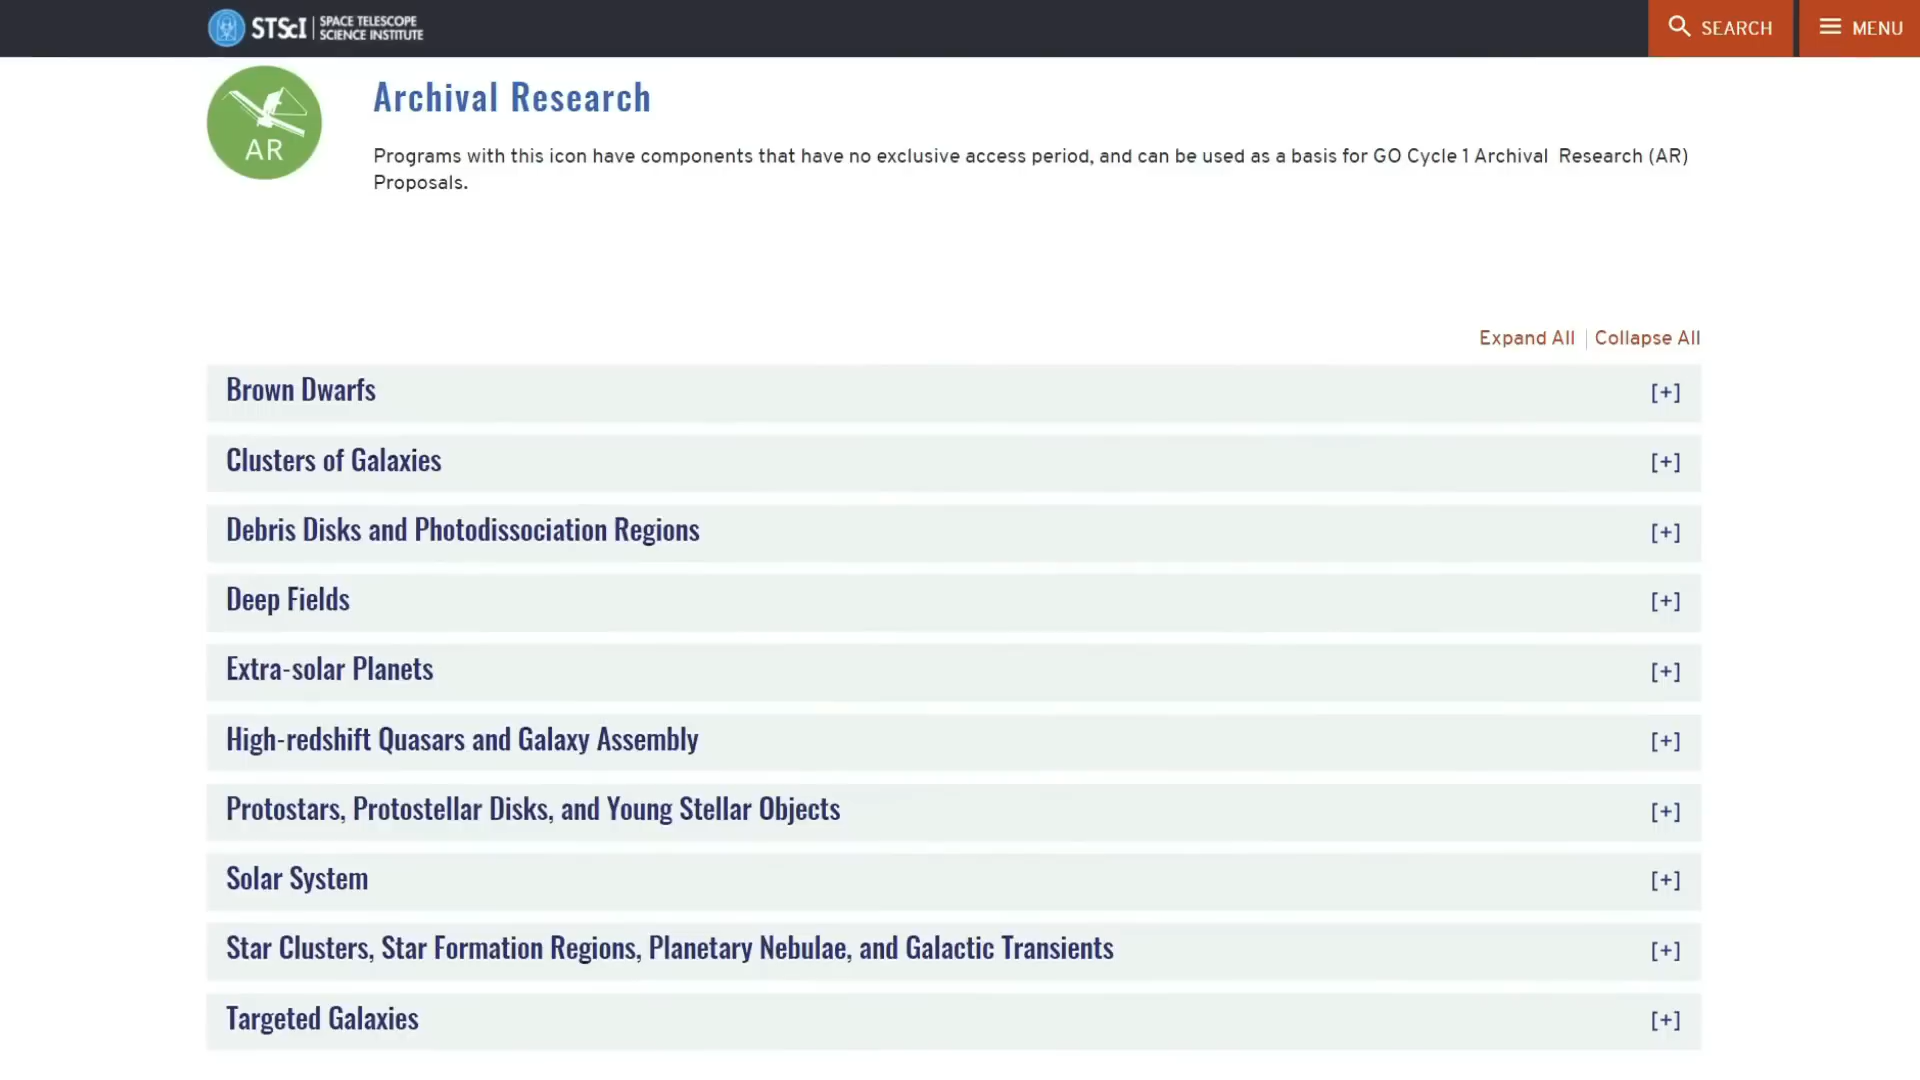 STScI SPACE TELESCOPE
SCIENCE INSTITUTE
SEARCH
MENU
AR
Archival Research
Programs with this icon have components that have no exclusive access period, and can be used as a basis for GO Cycle 1 Archival Research (AR)
Proposals.
Expand All | Collapse All
Brown Dwarfs [+]
Clusters of Galaxies [+]
Debris Disks and Photodissociation Regions [+]
Deep Fields [+]
Extra-solar Planets [+]
High-redshift Quasars and Galaxy Assembly [+]
Protostars, Protostellar Disks, and Young Stellar Objects [+]
Solar System [+]
Star Clusters, Star Formation Regions, Planetary Nebulae, and Galactic Transients [+]
Targeted Galaxies [+]